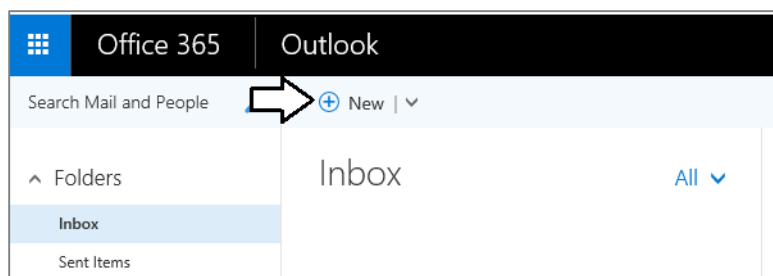 Office 365 Outlook
Search Mail and People New
Folders Inbox All
Inbox
Sent Items